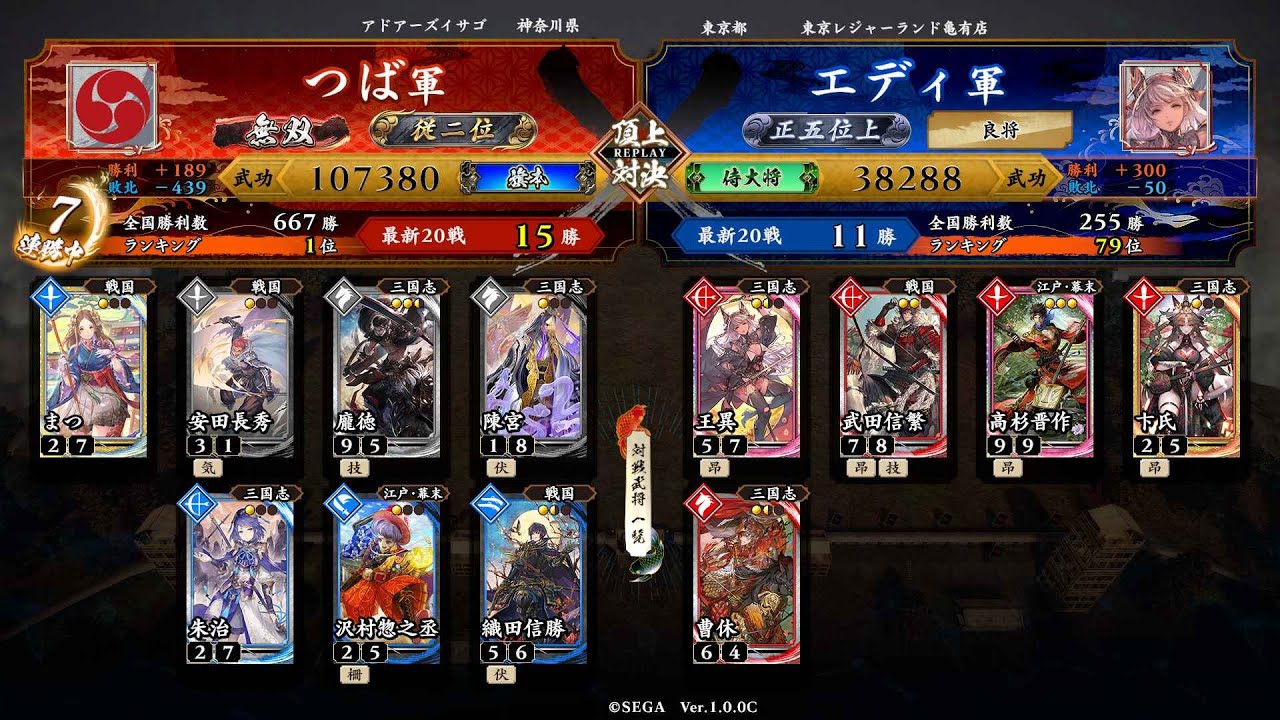 アドアーズイサゴ 神奈川県
東京都 東京レジャーランド亀有店
つば軍
無双 従二位
勝利 +189
敗北 -439
武功 107380 旗本
7連勝中
全国勝利数 667勝
ランキング 1位
最新20戦 15勝
頂上
REPLAY
対決
エディ軍
正五位上 良将
侍大将 38288 武功
勝利 +300
敗北 -50
最新20戦 11勝
全国勝利数 255勝
ランキング 79位
戦国
まつ
2 7
戦国
安田長秀
3 1
気
三国志
龐徳
9 5
技
三国志
陳宮
1 8
伏
三国志
朱治
2 7
江戸・幕末
沢村惣之丞
2 5
柵
戦国
織田信勝
5 6
伏
対戦武将一覧
三国志
王異
5 7
昂
戦国
武田信繁
7 8
昂 技
江戸・幕末
高杉晋作
9 9
昂
三国志
卞氏
2 5
昂
三国志
曹休
6 4
©SEGA Ver.1.0.0C